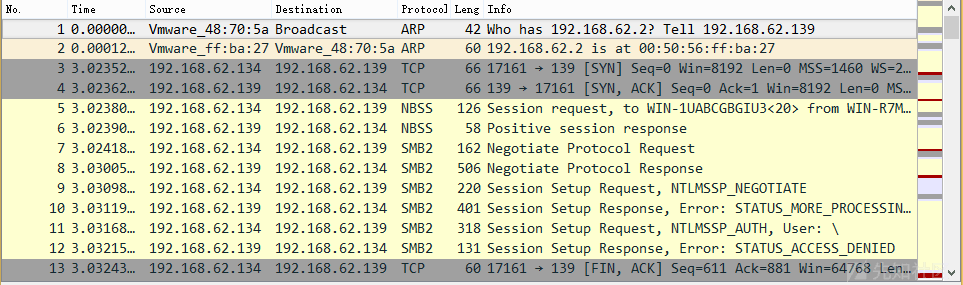 No. Time Source Destination Protocol Leng Info
1 0.00000… Vmware_48:70:5a Broadcast ARP 42 Who has 192.168.62.2? Tell 192.168.62.139
2 0.00012… Vmware_ff:ba:27 Vmware_48:70:5a ARP 60 192.168.62.2 is at 00:50:56:ff:ba:27
3 3.02352… 192.168.62.134 192.168.62.139 TCP 66 17161 → 139 [SYN] Seq=0 Win=8192 Len=0 MSS=1460 WS=2…
4 3.02362… 192.168.62.139 192.168.62.134 TCP 66 139 → 17161 [SYN, ACK] Seq=0 Ack=1 Win=8192 Len=0 MS…
5 3.02380… 192.168.62.134 192.168.62.139 NBSS 126 Session request, to WIN-1UABCGBGIU3<20> from WIN-R7M…
6 3.02390… 192.168.62.139 192.168.62.134 NBSS 58 Positive session response
7 3.02418… 192.168.62.134 192.168.62.139 SMB2 162 Negotiate Protocol Request
8 3.03005… 192.168.62.139 192.168.62.134 SMB2 506 Negotiate Protocol Response
9 3.03098… 192.168.62.134 192.168.62.139 SMB2 220 Session Setup Request, NTLMSSP_NEGOTIATE
10 3.03119… 192.168.62.139 192.168.62.134 SMB2 401 Session Setup Response, Error: STATUS_MORE_PROCESSIN…
11 3.03168… 192.168.62.134 192.168.62.139 SMB2 318 Session Setup Request, NTLMSSP_AUTH, User: \
12 3.03215… 192.168.62.139 192.168.62.134 SMB2 131 Session Setup Response, Error: STATUS_ACCESS_DENIED
13 3.03243… 192.168.62.134 192.168.62.139 TCP 60 17161 → 139 [FIN, ACK] Seq=611 Ack=881 Win=64768 Len…